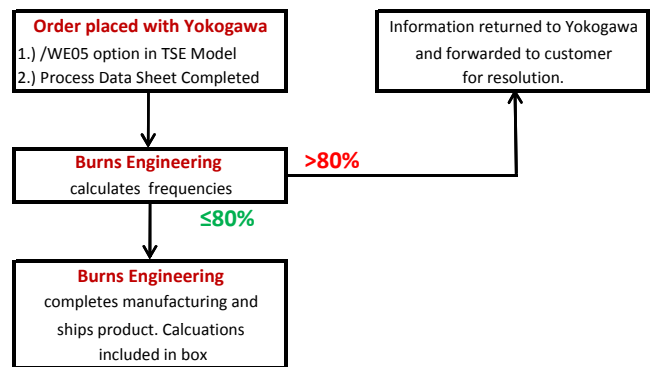 Order placed with Yokogawa
1.) /WE05 option in TSE Model
2.) Process Data Sheet Completed
Information returned to Yokogawa
and forwarded to customer
for resolution.
Burns Engineering
calculates frequencies
>80%
≤80%
Burns Engineering
completes manufacturing and
ships product. Calcuations
included in box